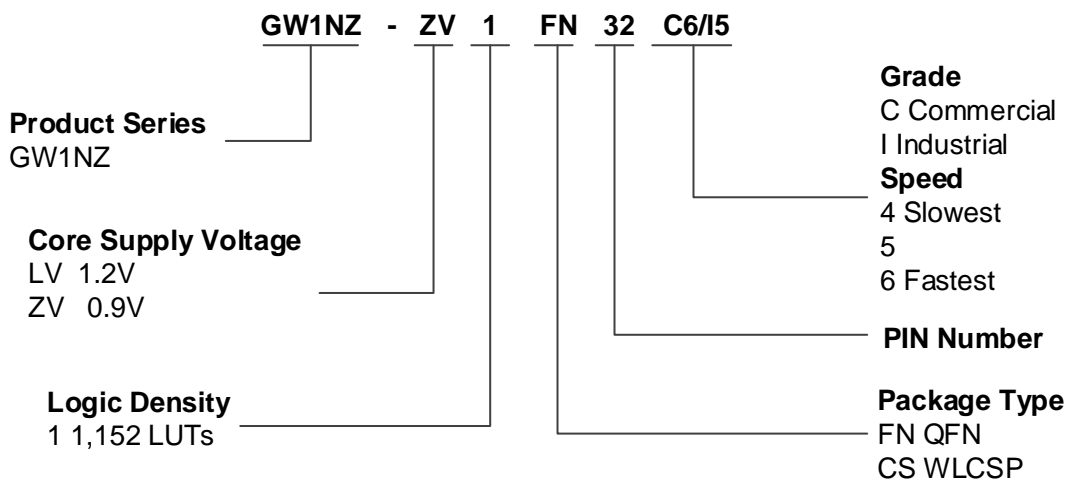 GW1NZ - ZV 1 FN 32 C6/I5
Product Series
GW1NZ
Core Supply Voltage
LV 1.2V
ZV 0.9V
Logic Density
1 1,152 LUTs
Grade
C Commercial
I Industrial
Speed
4 Slowest
5
6 Fastest
PIN Number
Package Type
FN QFN
CS WLCSP